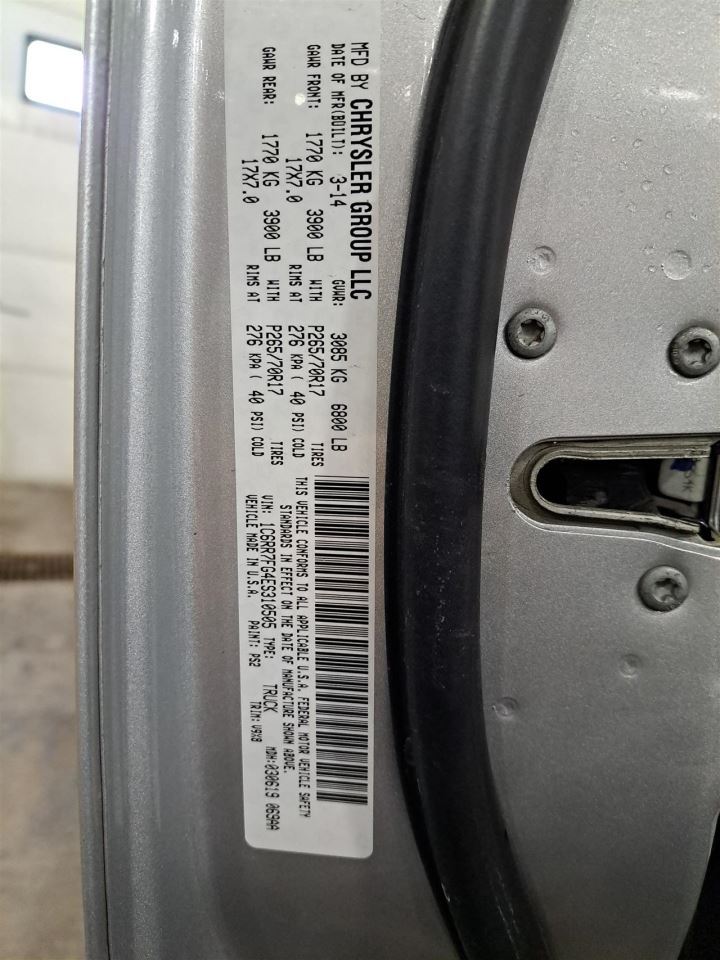 MFD BY CHRYSLER GROUP LLC
DATE OF MFR(BUILT): 3-14 GVWR: 3085 KG 6800 LB
GAWR FRONT: 1770 KG 3900 LB WITH P265/70R17 TIRES
17X7.0 RIMS AT 276 KPA ( 40 PSI) COLD
GAWR REAR: 1770 KG 3900 LB WITH P265/70R17 TIRES
17X7.0 RIMS AT 276 KPA ( 40 PSI) COLD
THIS VEHICLE CONFORMS TO ALL APPLICABLE U.S.A. FEDERAL MOTOR VEHICLE SAFETY
STANDARDS IN EFFECT ON THE DATE OF MANUFACTURE SHOWN ABOVE.
VIN: 1C6RR7FG4ES310505 TYPE: TRUCK MDH:030619 069AA
VEHICLE MADE IN U.S.A. PAINT: PS2 TRIM: V9X8